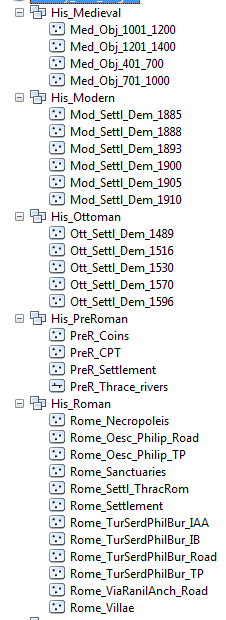 His_Medieval
Med_Obj_1001_1200
Med_Obj_1201_1400
Med_Obj_401_700
Med_Obj_701_1000
His_Modern
Mod_Settl_Dem_1885
Mod_Settl_Dem_1888
Mod_Settl_Dem_1893
Mod_Settl_Dem_1900
Mod_Settl_Dem_1905
Mod_Settl_Dem_1910
His_Ottoman
Ott_Settl_Dem_1489
Ott_Settl_Dem_1516
Ott_Settl_Dem_1530
Ott_Settl_Dem_1570
Ott_Settl_Dem_1596
His_PreRoman
PreR_Coins
PreR_CPT
PreR_Settlement
PreR_Thrace_rivers
His_Roman
Rome_Necropoleis
Rome_Oesc_Philip_Road
Rome_Oesc_Philip_TP
Rome_Sanctuaries
Rome_Settl_ThracRom
Rome_Settlement
Rome_TurSerdPhilBur_IAA
Rome_TurSerdPhilBur_IB
Rome_TurSerdPhilBur_Road
Rome_TurSerdPhilBur_TP
Rome_ViaRanilAnch_Road
Rome_Villae